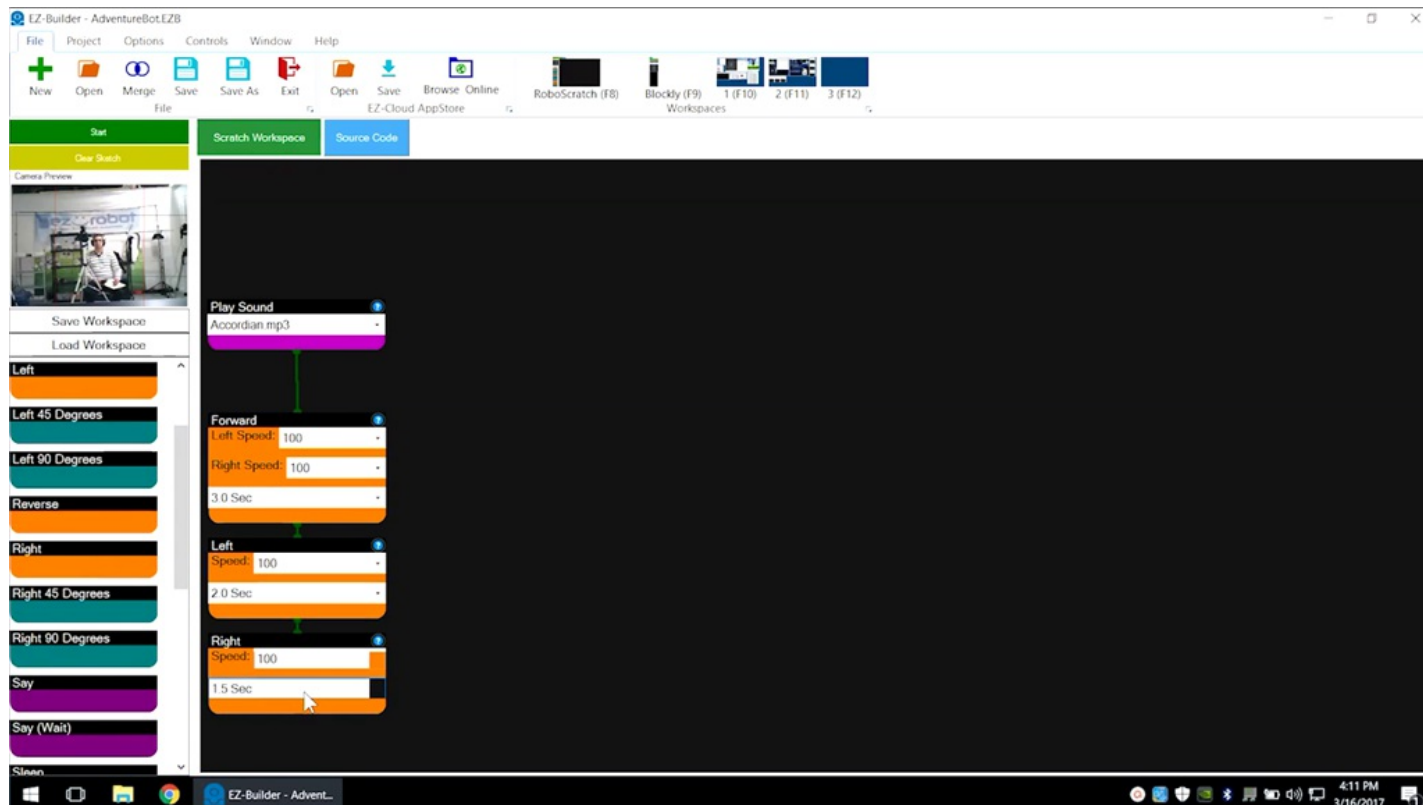 EZ-Builder - AdventureBot.EZB
File Project Options Controls Window Help
New Open Merge Save Save As Exit Open Save Browse Online RoboScratch (F8) Blockly (F9) 1 (F10) 2 (F11) 3 (F12)
File EZ-Cloud AppStore Workspaces
Start
Clear Sketch
Scratch Workspace Source Code
Camera Preview
ez robot
Save Workspace
Load Workspace
Left
Left 45 Degrees
Left 90 Degrees
Reverse
Right
Right 45 Degrees
Right 90 Degrees
Say
Say (Wait)
Sleep
Play Sound
Accordian mp3
Forward
Left Speed: 100
Right Speed: 100
3.0 Sec
Left
Speed: 100
2.0 Sec
Right
Speed: 100
1.5 Sec
EZ-Builder - Advent...
4:11 PM
3/16/2017